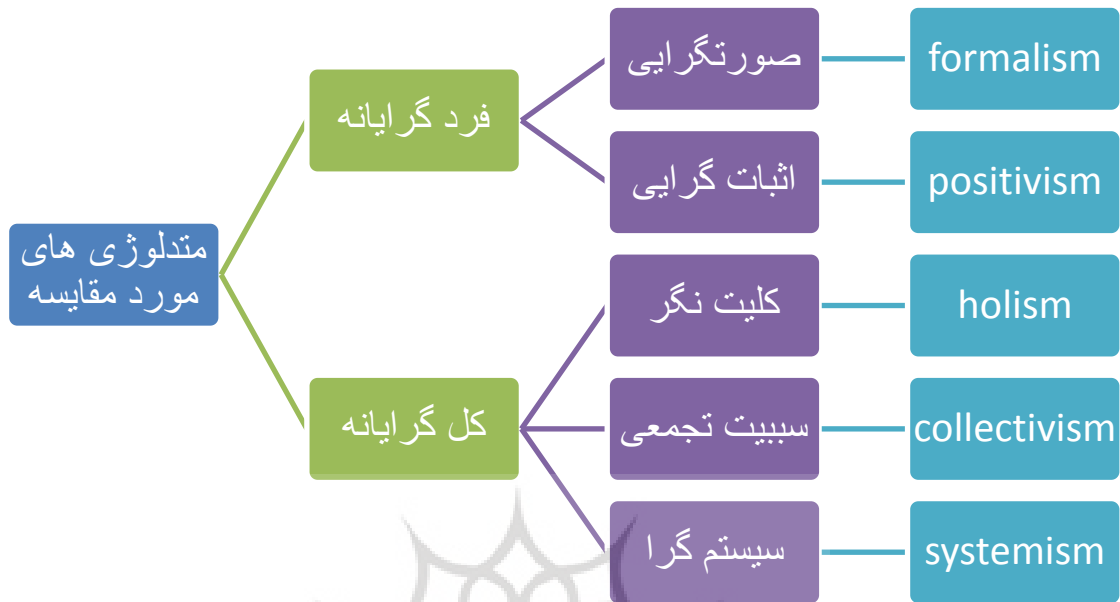 متدلوژی های
مورد مقایسه
فرد گرایانه
صورتگرایی
formalism
اثبات گرایی
positivism
کل گرایانه
کلیت نگر
holism
سببیت تجمعی
collectivism
سیستم گرا
systemism